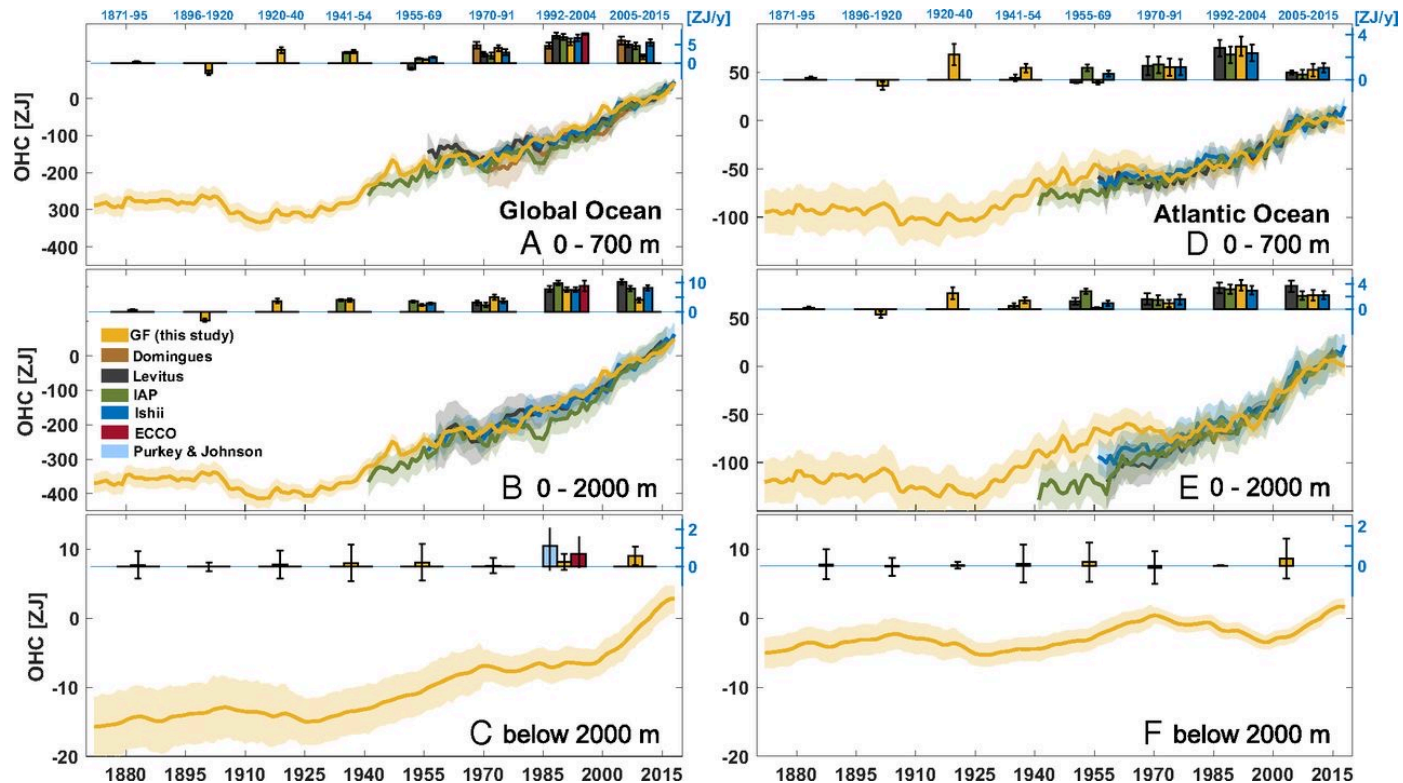 1871-95 1896-1920 1920-40 1941-54 1955-69 1970-91 1992-2004 2005-2015 [ZJ/y]
5
0
0
-100
-200
300
-400
OHC [ZJ]
Global Ocean
A 0 - 700 m
10
5
0
0
-100
-200
-300
-400
OHC [ZJ]
GF (this study)
Domingues
Levitus
IAP
Ishii
ECCO
Purkey & Johnson
B 0 - 2000 m
2
0
10
0
-10
-20
OHC [ZJ]
C below 2000 m
1880 1895 1910 1925 1940 1955 1970 1985 2000 2015
1871-95 1896-1920 1920-40 1941-54 1955-69 1970-91 1992-2004 2005-2015 [ZJ/y]
4
2
0
50
0
-50
-100
Atlantic Ocean
D 0 - 700 m
4
2
0
50
0
-50
-100
E 0 - 2000 m
2
0
10
0
-10
-20
F below 2000 m
1880 1895 1910 1925 1940 1955 1970 1985 2000 2015